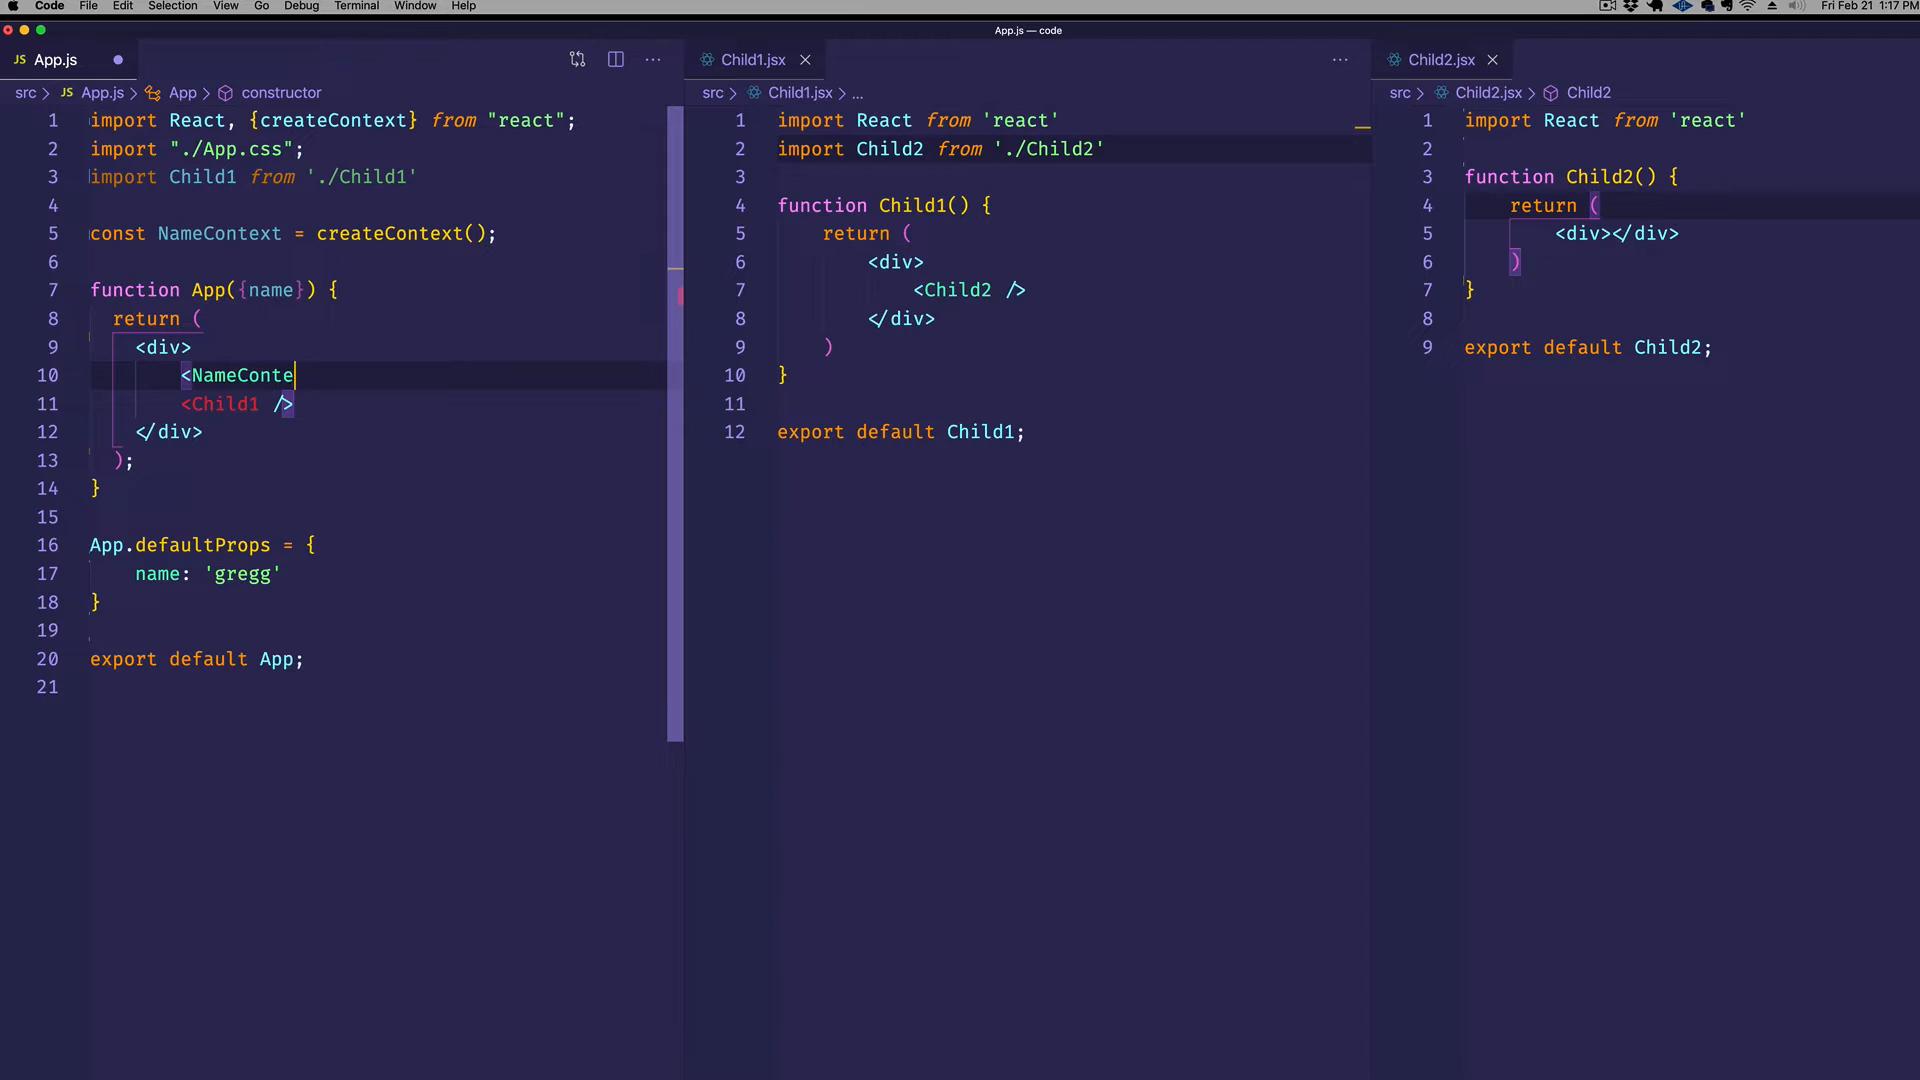 Code File Edit Selection View Go Debug Terminal Window Help Fri Feb 21 1:17 PM
App.js — code
JS App.js
src > JS App.js > App > constructor
1 import React, {createContext} from "react";
2 import "./App.css";
3 import Child1 from './Child1'
4
5 const NameContext = createContext();
6
7 function App({name}) {
8 return (
9 <div>
10 <NameConte
11 <Child1 />
12 </div>
13 );
14 }
15
16 App.defaultProps = {
17 name: 'gregg'
18 }
19
20 export default App;
21
Child1.jsx
src > Child1.jsx > ...
1 import React from 'react'
2 import Child2 from './Child2'
3
4 function Child1() {
5 return (
6 <div>
7 <Child2 />
8 </div>
9 )
10 }
11
12 export default Child1;
Child2.jsx
src > Child2.jsx > Child2
1 import React from 'react'
2
3 function Child2() {
4 return (
5 <div></div>
6 )
7 }
8
9 export default Child2;